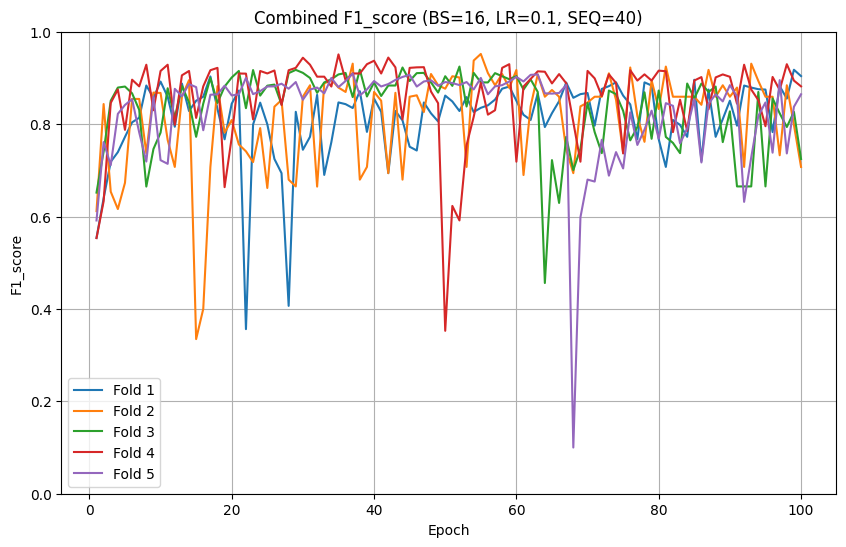 Combined F1_score (BS=16, LR=0.1, SEQ=40)
1.0
0.8
0.6
0.4
0.2
0.0
F1_score
Fold 1
Fold 2
Fold 3
Fold 4
Fold 5
0 20 40 60 80 100
Epoch